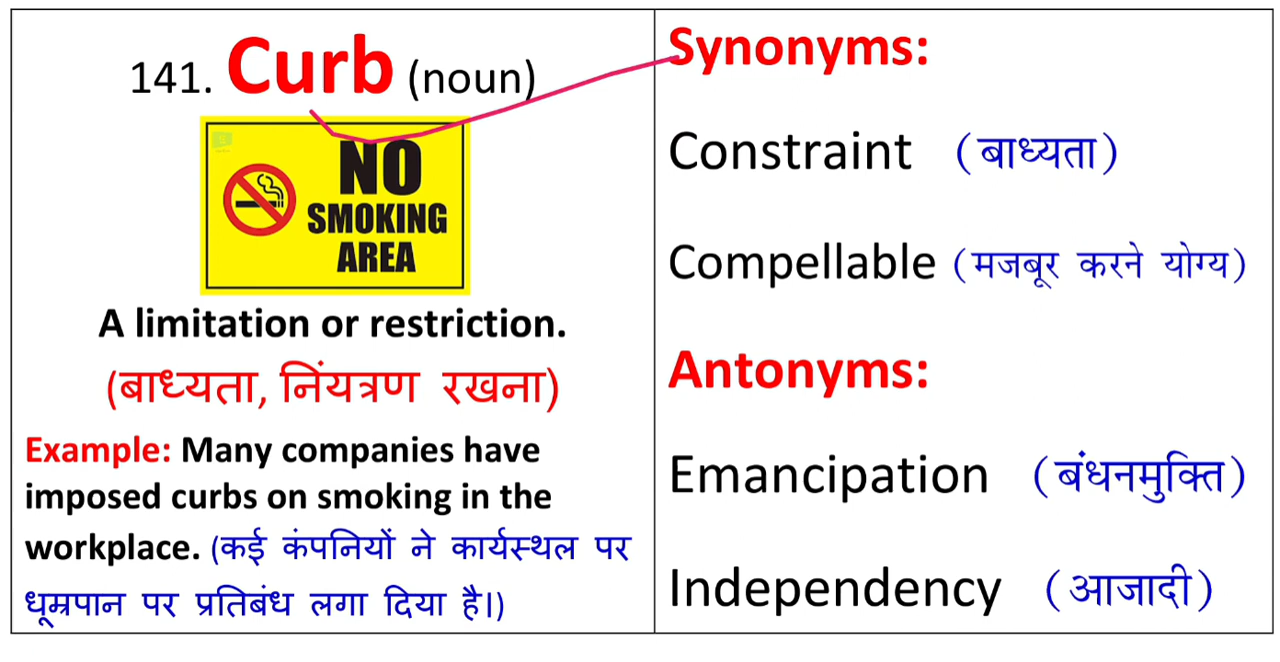 141. Curb (noun)
NO
SMOKING
AREA
A limitation or restriction.
(बाध्यता, निंयत्रण रखना)
Example: Many companies have
imposed curbs on smoking in the
workplace. (कई कंपनियों ने कार्यस्थल पर
धूम्रपान पर प्रतिबंध लगा दिया है।)
Synonyms:
Constraint (बाध्यता)
Compellable (मजबूर करने योग्य)
Antonyms:
Emancipation (बंधनमुक्ति)
Independency (आजादी)